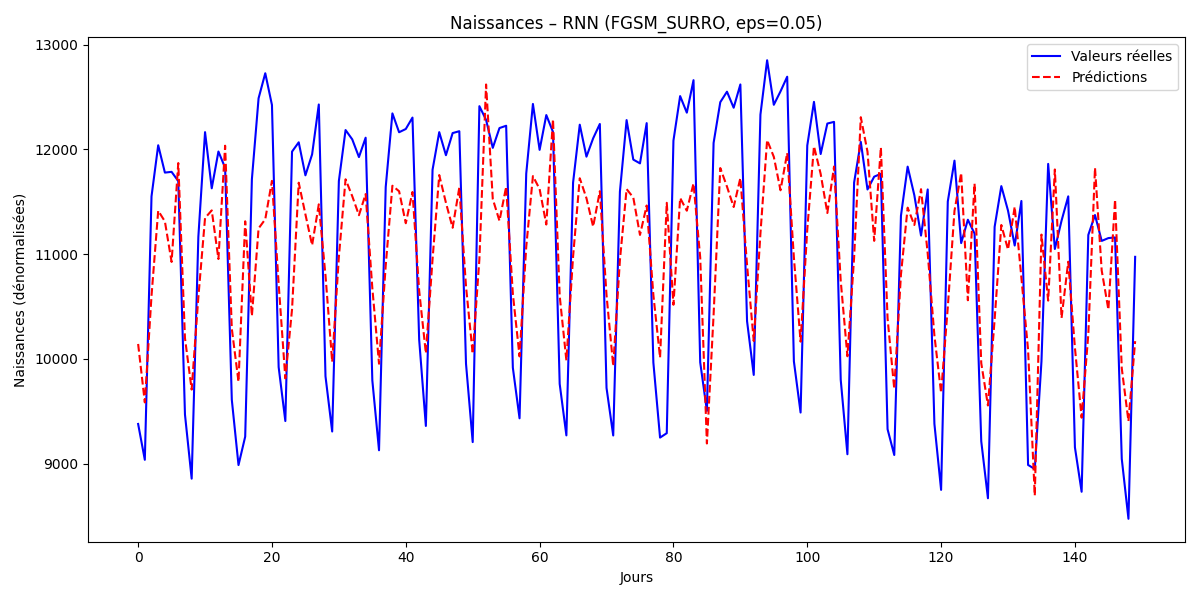 Naissances – RNN (FGSM_SURRO, eps=0.05)
Valeurs réelles
Prédictions
Naissances (dénormalisées)
13000
12000
11000
10000
9000
0 20 40 60 80 100 120 140
Jours